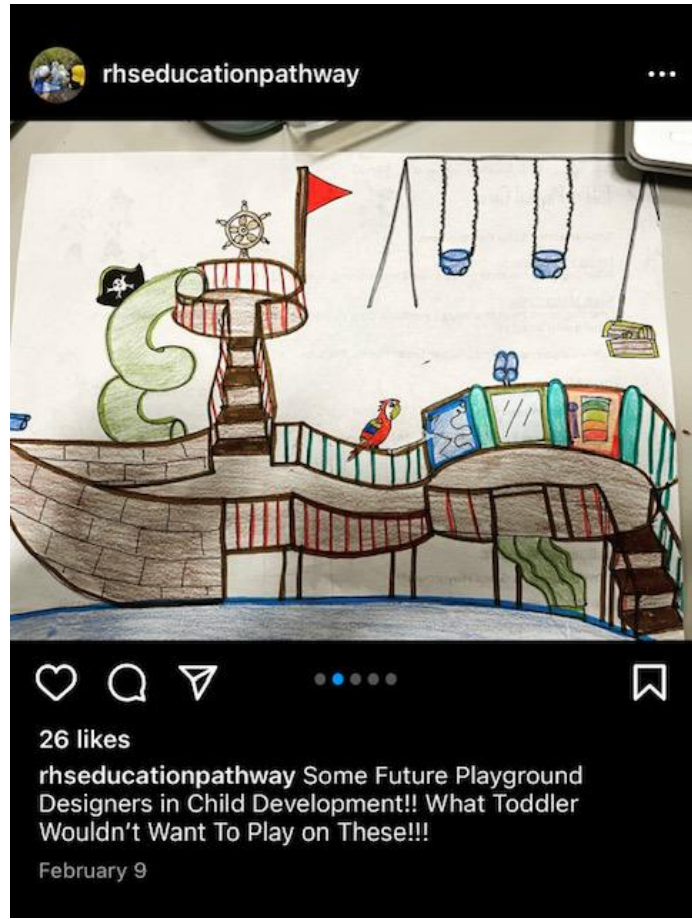 rhseducationpathway
26 likes
rhseducationpathway Some Future Playground
Designers in Child Development!! What Toddler
Wouldn't Want To Play on These!!!
February 9